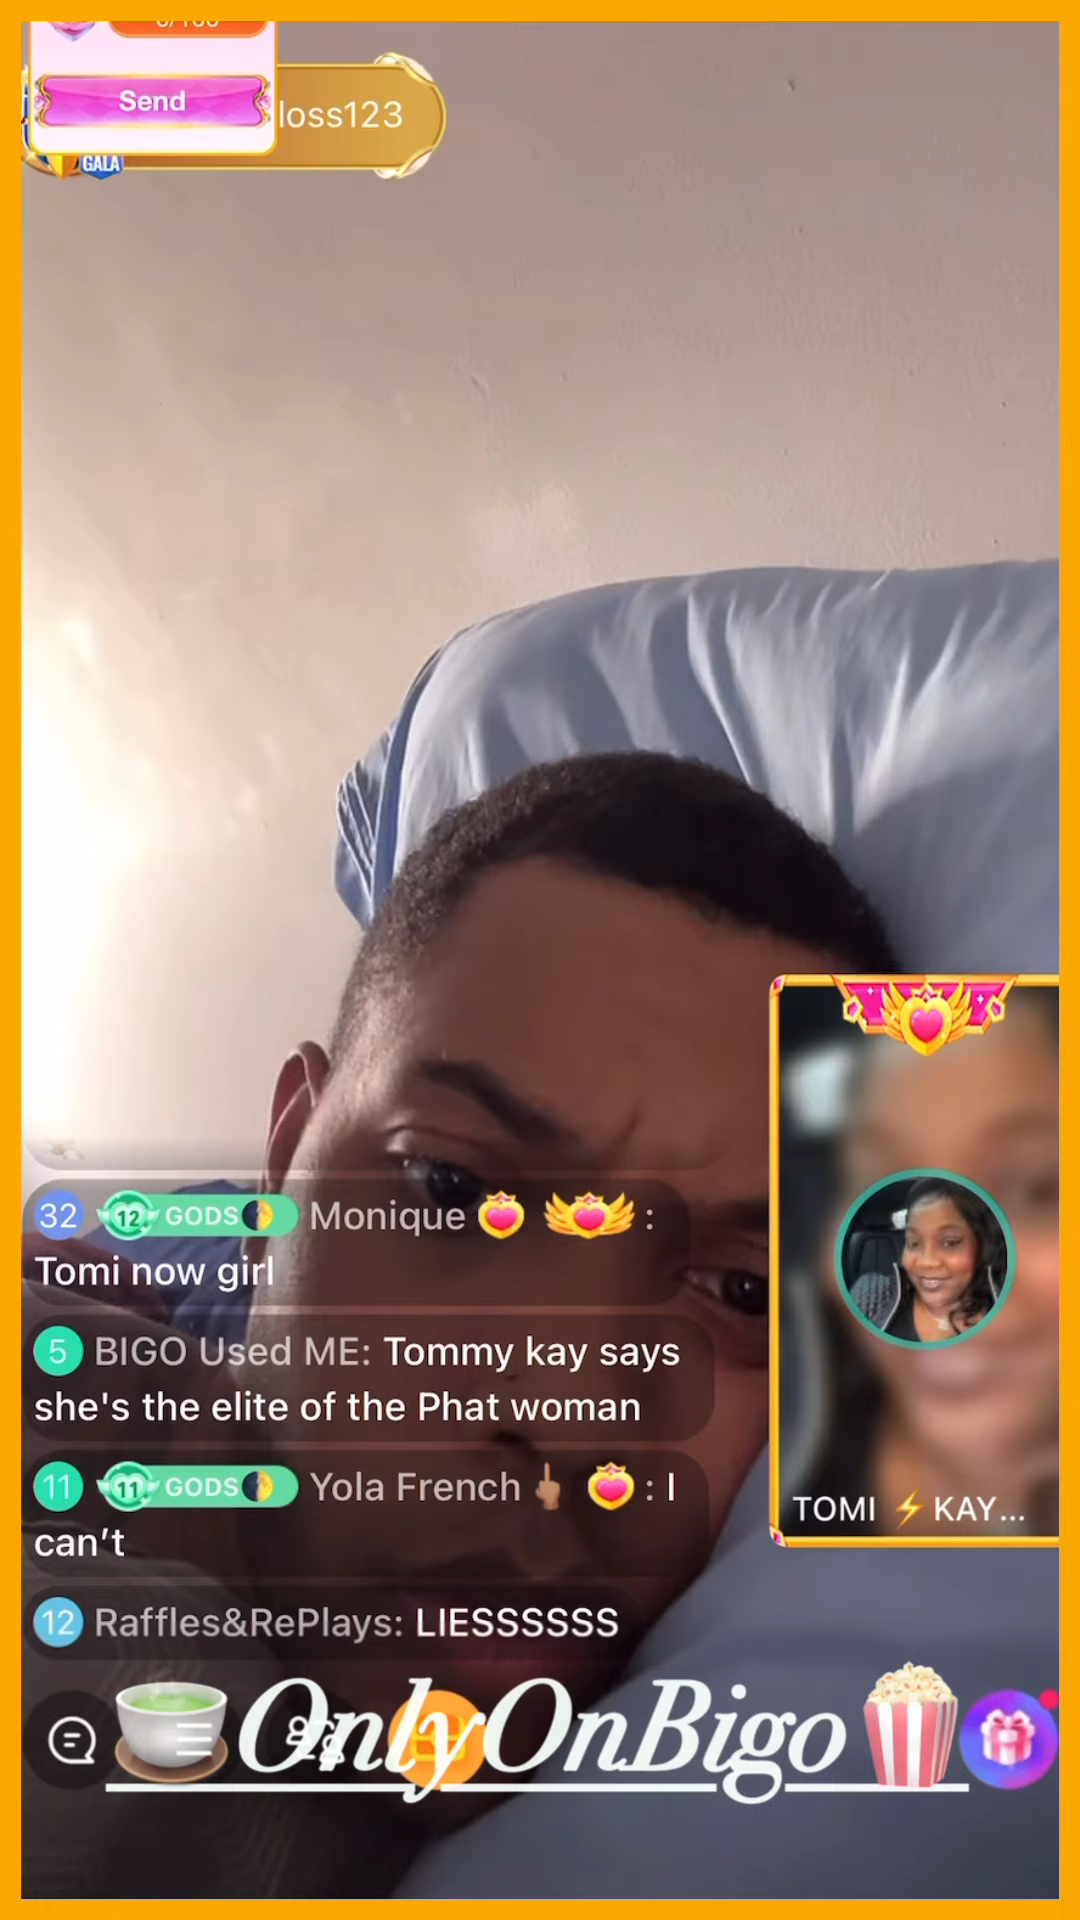 Send
loss123
GALA
32 12 GODS Monique :
Tomi now girl
5 BIGO Used ME: Tommy kay says
she's the elite of the Phat woman
11 11 GODS Yola French : I
can’t
12 Raffles&RePlays: LIESSSSSS
TOMI ⚡ KAY...
OnlyOnBigo